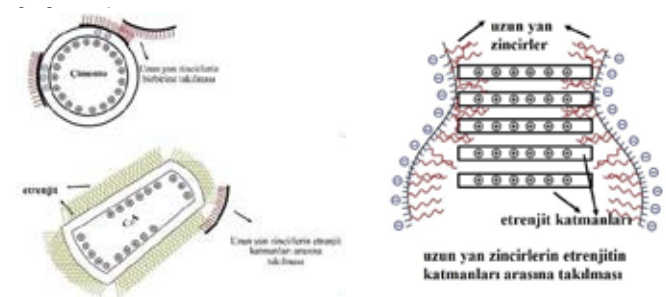 Çimento
Uzun yan zincirlerin
birbirine takılması
etrenjit
C₃A
Uzun yan zincirlerin etrenjit
katmanları arasına
takılması
uzun yan
zincirler
etrenjit katmanları
uzun yan zincirlerin etrenjitin
katmanları arasına takılması